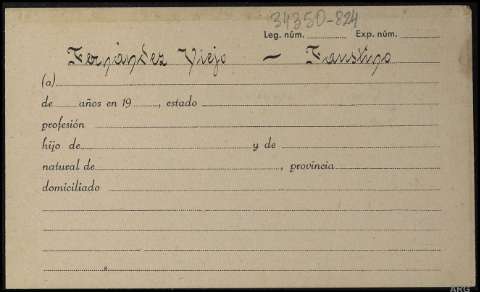 34350-824
Leg. núm. Exp. núm.
Fernández Viejo — Faustino
(a)
de años en 19 , estado
profesión
hijo de y de
natural de , provincia
domiciliado
ARG